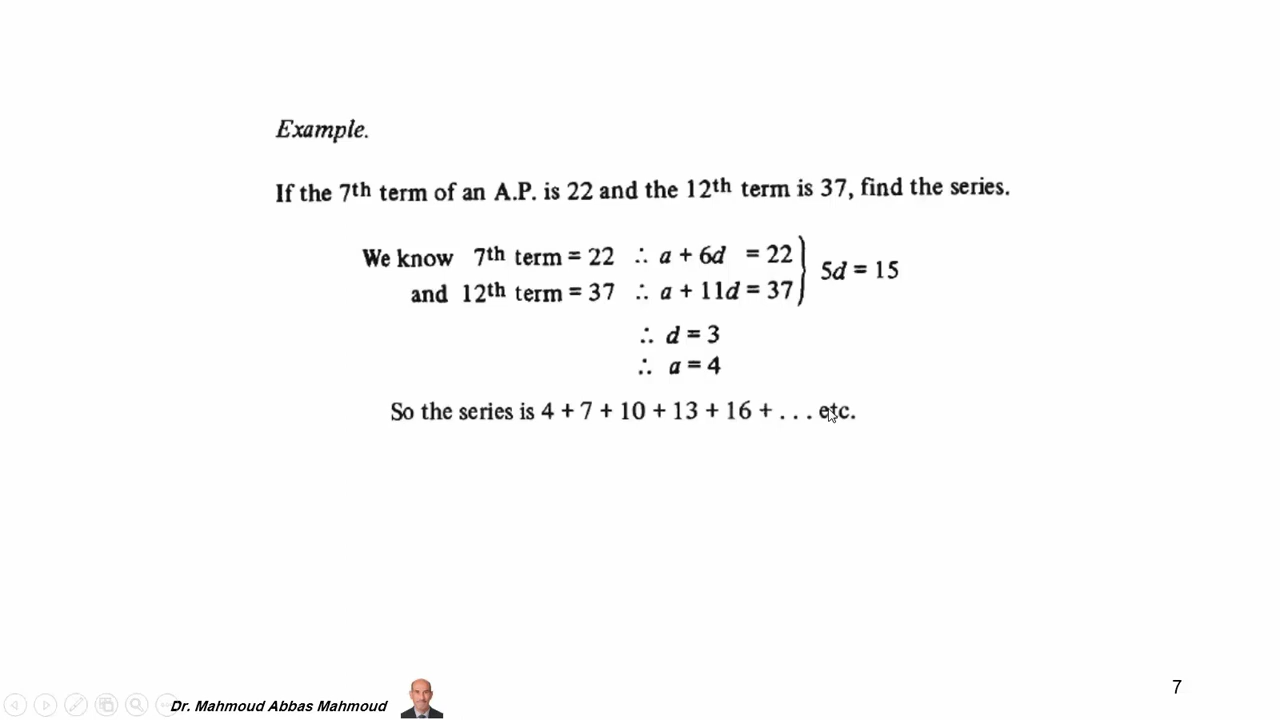 Example.
If the 7th term of an A.P. is 22 and the 12th term is 37, find the series.
We know 7th term = 22 ∴ a + 6d = 22
and 12th term = 37 ∴ a + 11d = 37
5d = 15
∴ d = 3
∴ a = 4
So the series is 4 + 7 + 10 + 13 + 16 + . . . etc.
Dr. Mahmoud Abbas Mahmoud
7